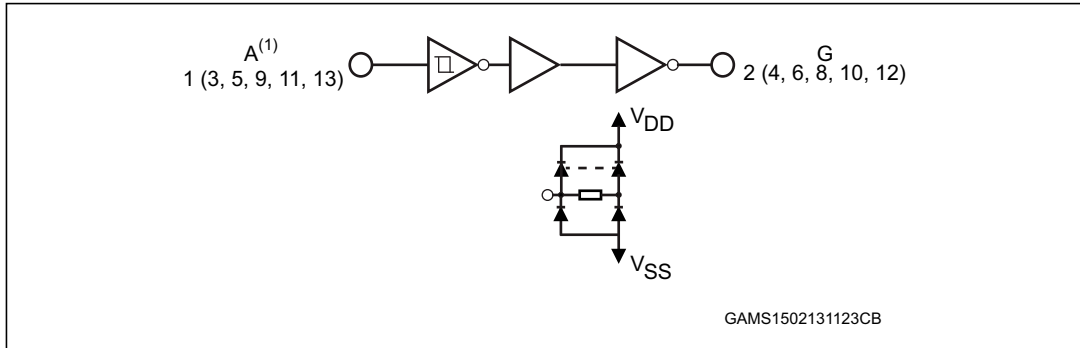 A(1)
1 (3, 5, 9, 11, 13)
G
2 (4, 6, 8, 10, 12)
VDD
VSS
GAMS1502131123CB